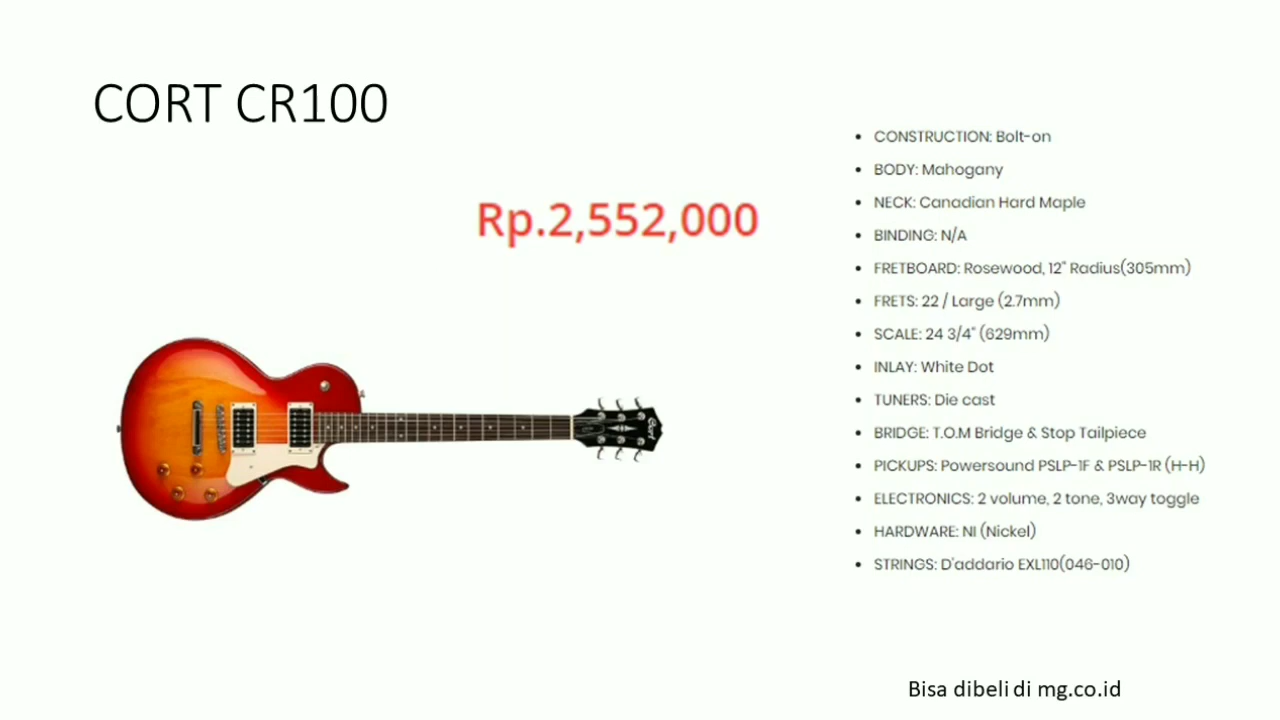 CORT CR100
Rp.2,552,000
• CONSTRUCTION: Bolt-on
• BODY: Mahogany
• NECK: Canadian Hard Maple
• BINDING: N/A
• FRETBOARD: Rosewood, 12" Radius(305mm)
• FRETS: 22 / Large (2.7mm)
• SCALE: 24 3/4" (629mm)
• INLAY: White Dot
• TUNERS: Die cast
• BRIDGE: T.O.M Bridge & Stop Tailpiece
• PICKUPS: Powersound PSLP-1F & PSLP-1R (H-H)
• ELECTRONICS: 2 volume, 2 tone, 3way toggle
• HARDWARE: NI (Nickel)
• STRINGS: D'addario EXL110(046-010)
Cort
Bisa dibeli di mg.co.id